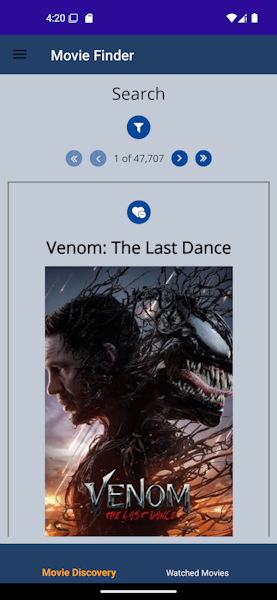 4:20
Movie Finder
Search
1 of 47,707
Venom: The Last Dance
VENOM
THE LAST DANCE
Movie Discovery
Watched Movies